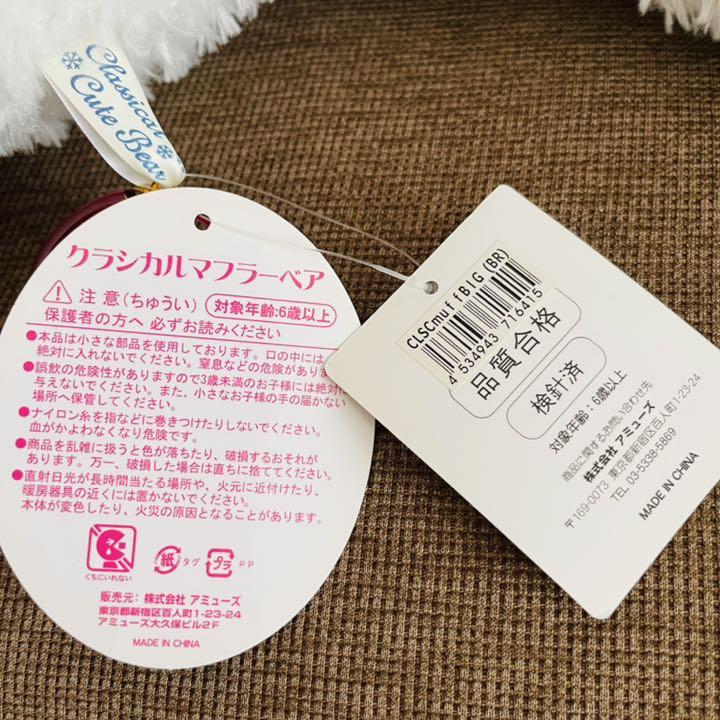 Classical
Cute Bear
クラシカルマフラーベア
注意(ちゅうい) 対象年齢:6歳以上
保護者の方へ 必ずお読みください
●本品は小さな部品を使用しております。口の中には
絶対に入れないでください。窒息などの危険があり
●誤飲の危険性がありますので3歳未満のお子様には絶対に
与えないでください。また、小さなお子様の手の届かない
場所へ保管してください。
●ナイロン糸を指などに巻きつけたりしないでください。
血がかよわなくなり危険です。
●商品を乱雑に扱うと色が落ちたり、破損するおそれが
あります。万一、破損した場合は直ちに捨ててください。
●直射日光が長時間当たる場所や、火元に近付けたり、
暖房器具の近くには置かないでください。
本体が変色したり、火災の原因となることがあります。
くちにいれない
紙 タグ プラ PP
販売元:株式会社 アミューズ
東京都新宿区百人町1-23-24
アミューズ大久保ビル2F
MADE IN CHINA
CLSCmuffBIG(BR)
4 534943 716415
品質合格
検針済
対象年齢:6歳以上
商品に関するお問い合わせ先
株式会社 アミューズ
〒169-0073 東京都新宿区百人町1-23-24
TEL 03-5338-5869
MADE IN CHINA